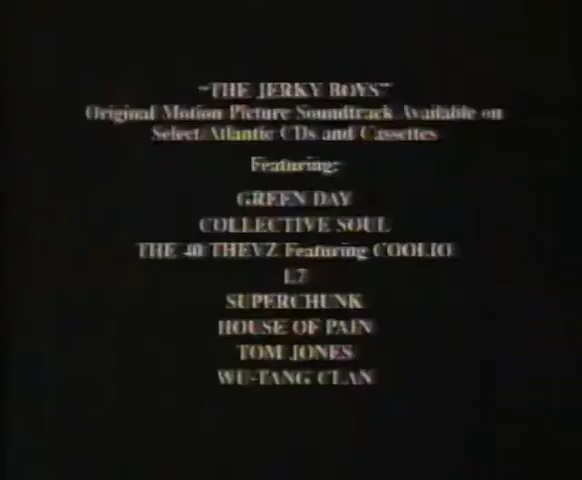 “THE JERKY BOYS”
Original Motion Picture Soundtrack Available on
Select Atlantic CDs and Cassettes
Featuring:
GREEN DAY
COLLECTIVE SOUL
THE 40 THEVZ Featuring COOLIO
L7
SUPERCHUNK
HOUSE OF PAIN
TOM JONES
WU-TANG CLAN